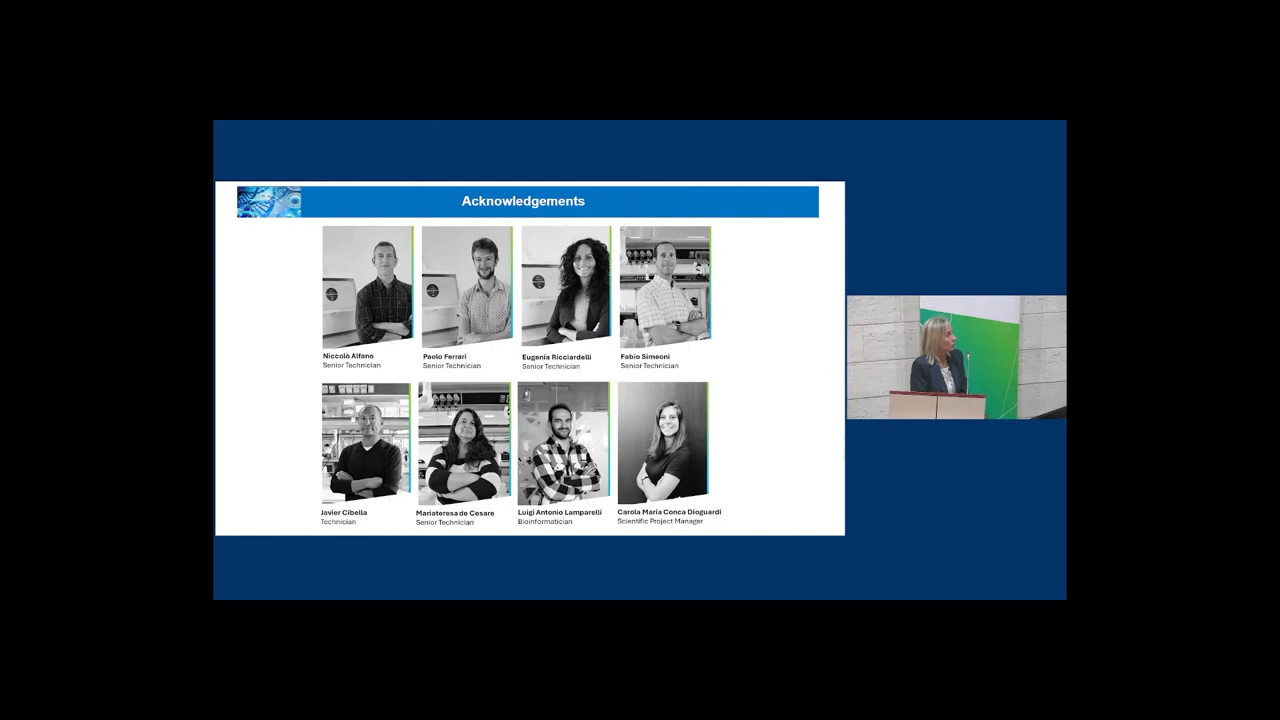 Acknowledgements
Niccolò Alfano
Senior Technician
Paolo Ferrari
Senior Technician
Eugenia Ricciardelli
Senior Technician
Fabio Simeoni
Senior Technician
Javier Cibella
Technician
Mariateresa de Cesare
Senior Technician
Luigi Antonio Lamparelli
Bioinformatician
Carola Maria Conca Dioguardi
Scientific Project Manager